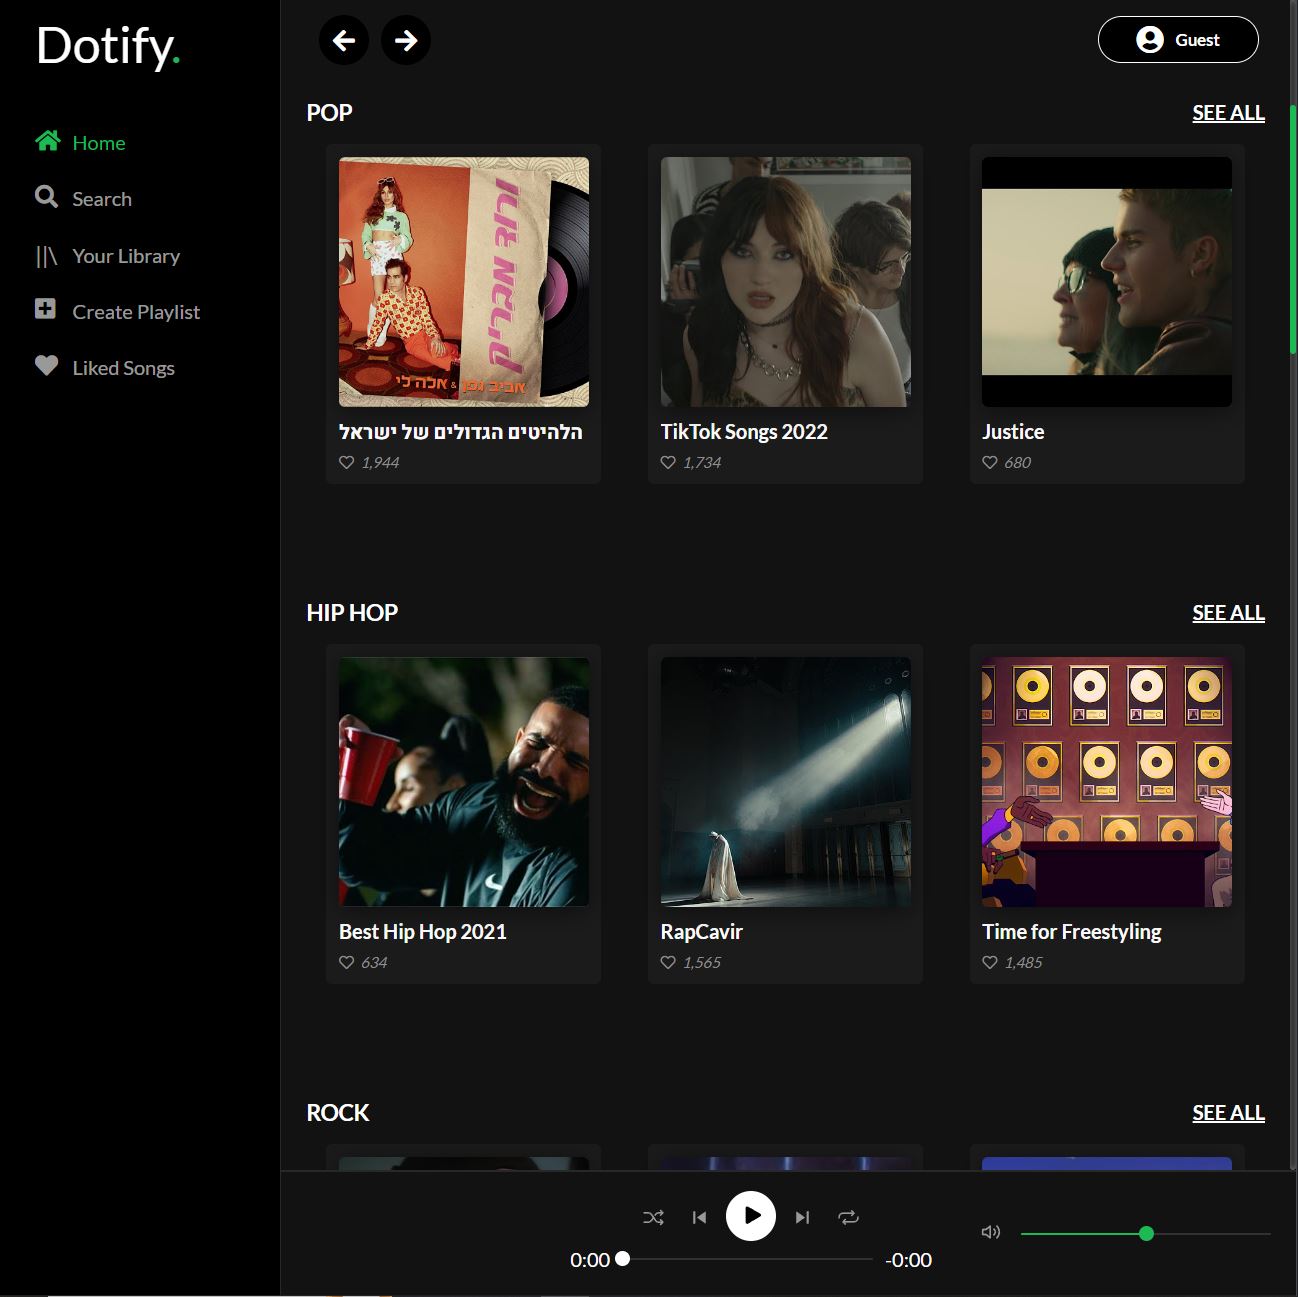 Dotify.
Home
Search
Your Library
Create Playlist
Liked Songs
Guest
POP
SEE ALL
ארץ מבריק
אביב גפן & אלה לי
הלהיטים הגדולים של ישראל
1,944
TikTok Songs 2022
1,734
Justice
680
HIP HOP
SEE ALL
Best Hip Hop 2021
634
RapCavir
1,565
Time for Freestyling
1,485
ROCK
SEE ALL
0:00
-0:00